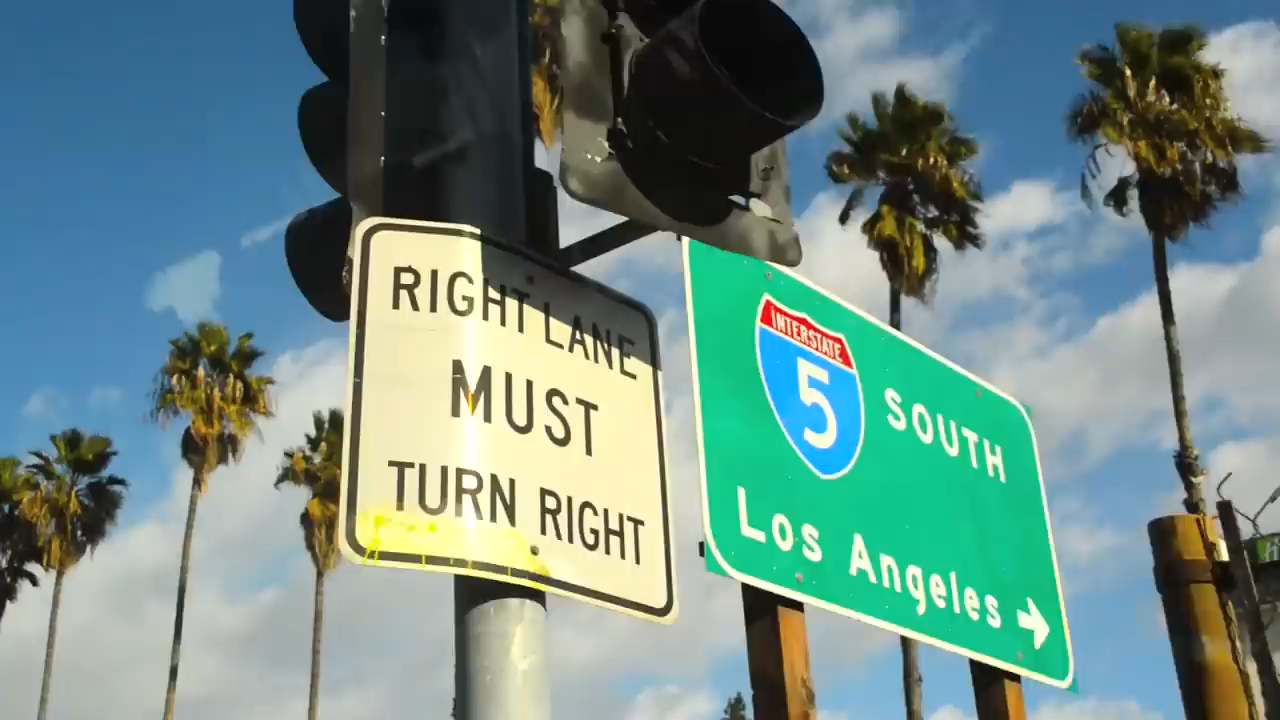 RIGHT LANE
MUST
TURN RIGHT
INTERSTATE
5
SOUTH
Los Angeles